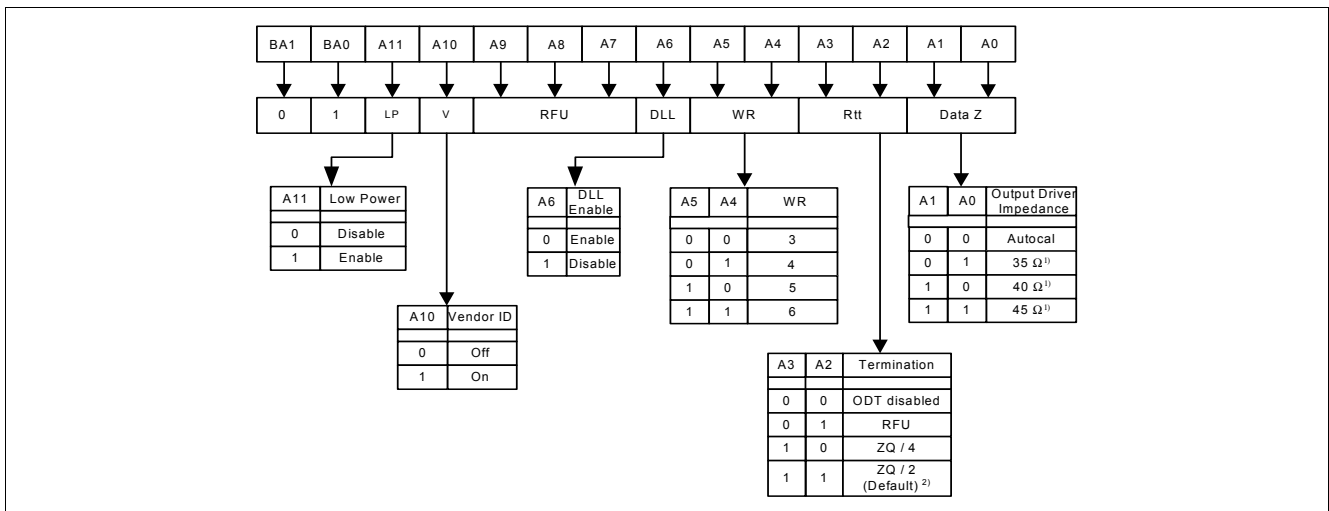 BA1 BA0 A11 A10 A9 A8 A7 A6 A5 A4 A3 A2 A1 A0
0 1 LP V RFU DLL WR Rtt Data Z
A11 Low Power
0 Disable
1 Enable
A10 Vendor ID
0 Off
1 On
A6 DLL
Enable
0 Enable
1 Disable
A5 A4 WR
0 0 3
0 1 4
1 0 5
1 1 6
A3 A2 Termination
0 0 ODT disabled
0 1 RFU
1 0 ZQ / 4
1 1 ZQ / 2
(Default) 2)
A1 A0 Output Driver
Impedance
0 0 Autocal
0 1 35 Ω1)
1 0 40 Ω1)
1 1 45 Ω1)